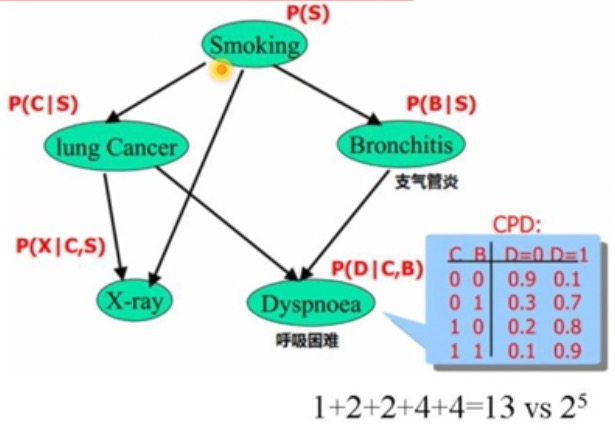 P(S)
Smoking
P(C|S)
P(B|S)
lung Cancer
Bronchitis
支气管炎
CPD:
P(X|C,S)
P(D|C,B)
C B D=0 D=1
0 0 0.9 0.1
0 1 0.3 0.7
1 0 0.2 0.8
1 1 0.1 0.9
X-ray
Dyspnoea
呼吸困难
1+2+2+4+4=13 vs 2⁵